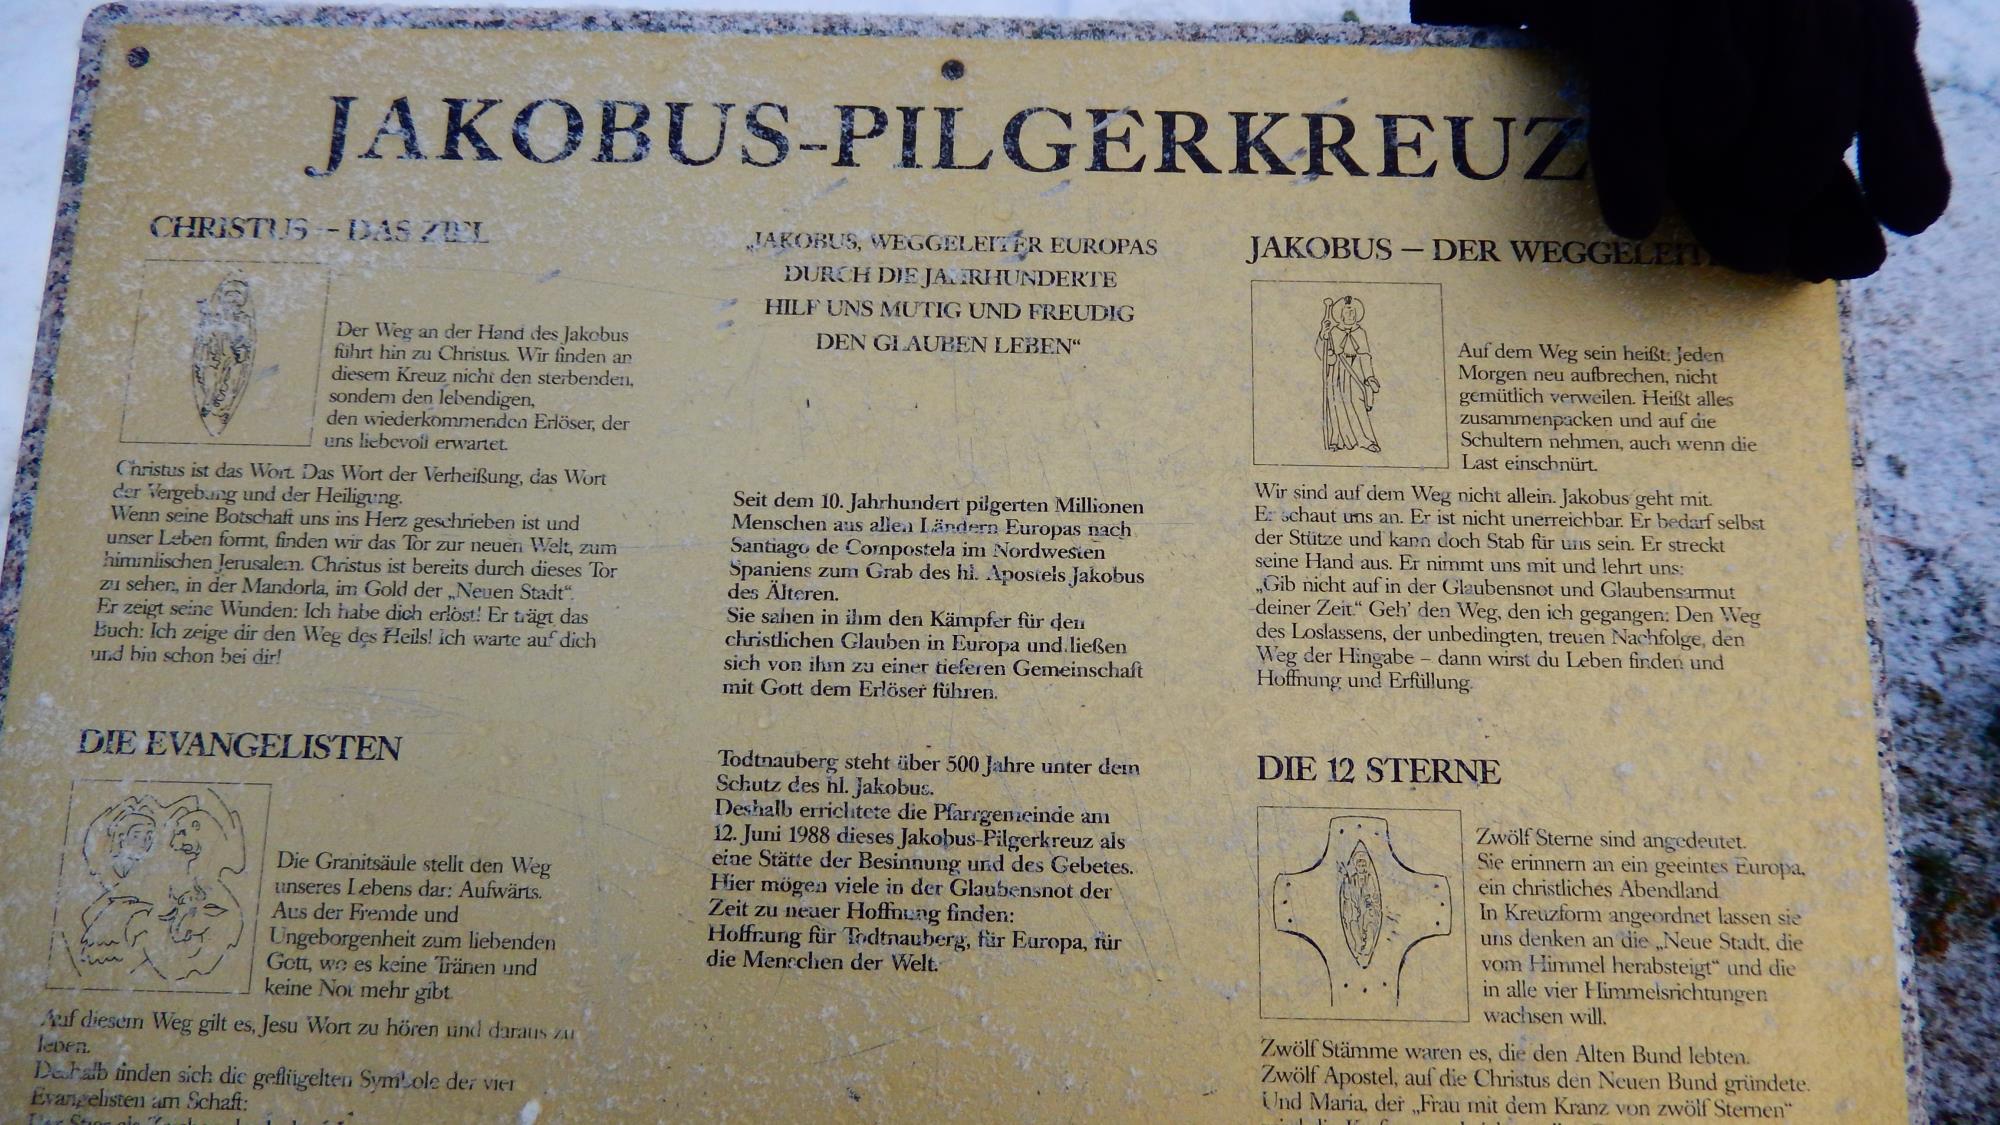 JAKOBUS-PILGERKREUZ
CHRISTUS – DAS ZIEL
Der Weg an der Hand des Jakobus
führt hin zu Christus. Wir finden an
diesem Kreuz nicht den sterbenden,
sondern den lebendigen,
den wiederkommenden Erlöser, der
uns liebevoll erwartet.
Christus ist das Wort. Das Wort der Verheißung, das Wort
der Vergebung und der Heiligung.
Wenn seine Botschaft uns ins Herz geschrieben ist und
unser Leben formt, finden wir das Tor zur neuen Welt, zum
himmlischen Jerusalem. Christus ist bereits durch dieses Tor
zu sehen, in der Mandorla, im Gold der „Neuen Stadt“.
Er zeigt seine Wunden: Ich habe dich erlöst! Er trägt das
Buch: Ich zeige dir den Weg des Heils! Ich warte auf dich
und bin schon bei dir!
DIE EVANGELISTEN
Die Granitsäule stellt den Weg
unseres Lebens dar: Aufwärts.
Aus der Fremde und
Ungeborgenheit zum liebenden
Gott, wo es keine Tränen und
keine Not mehr gibt.
Auf diesem Weg gilt es, Jesu Wort zu hören und daraus zu
leben.
Deshalb finden sich die geflügelten Symbole der vier
Evangelisten am Schaft:
„JAKOBUS, WEGGELEITER EUROPAS
DURCH DIE JAHRHUNDERTE
HILF UNS MUTIG UND FREUDIG
DEN GLAUBEN LEBEN“
Seit dem 10. Jahrhundert pilgerten Millionen
Menschen aus allen Ländern Europas nach
Santiago de Compostela im Nordwesten
Spaniens zum Grab des hl. Apostels Jakobus
des Älteren.
Sie sahen in ihm den Kämpfer für den
christlichen Glauben in Europa und ließen
sich von ihm zu einer tieferen Gemeinschaft
mit Gott dem Erlöser führen.
Todtnauberg steht über 500 Jahre unter dem
Schutz des hl. Jakobus.
Deshalb errichtete die Pfarrgemeinde am
12. Juni 1988 dieses Jakobus-Pilgerkreuz als
eine Stätte der Besinnung und des Gebetes.
Hier mögen viele in der Glaubensnot der
Zeit zu neuer Hoffnung finden:
Hoffnung für Todtnauberg, für Europa, für
die Menschen der Welt.
JAKOBUS – DER WEGGELEIT
Auf dem Weg sein heißt: Jeden
Morgen neu aufbrechen, nicht
gemütlich verweilen. Heißt alles
zusammenpacken und auf die
Schultern nehmen, auch wenn die
Last einschnürt.
Wir sind auf dem Weg nicht allein. Jakobus geht mit.
Er schaut uns an. Er ist nicht unerreichbar. Er bedarf selbst
der Stütze und kann doch Stab für uns sein. Er streckt
seine Hand aus. Er nimmt uns mit und lehrt uns:
„Gib nicht auf in der Glaubensnot und Glaubensarmut
deiner Zeit.“ Geh’ den Weg, den ich gegangen: Den Weg
des Loslassens, der unbedingten, treuen Nachfolge, den
Weg der Hingabe – dann wirst du Leben finden und
Hoffnung und Erfüllung.
DIE 12 STERNE
Zwölf Sterne sind angedeutet.
Sie erinnern an ein geeintes Europa,
ein christliches Abendland
In Kreuzform angeordnet lassen sie
uns denken an die „Neue Stadt, die
vom Himmel herabsteigt“ und die
in alle vier Himmelsrichtungen
wachsen will.
Zwölf Stämme waren es, die den Alten Bund lebten.
Zwölf Apostel, auf die Christus den Neuen Bund gründete.
Und Maria, der „Frau mit dem Kranz von zwölf Sternen“